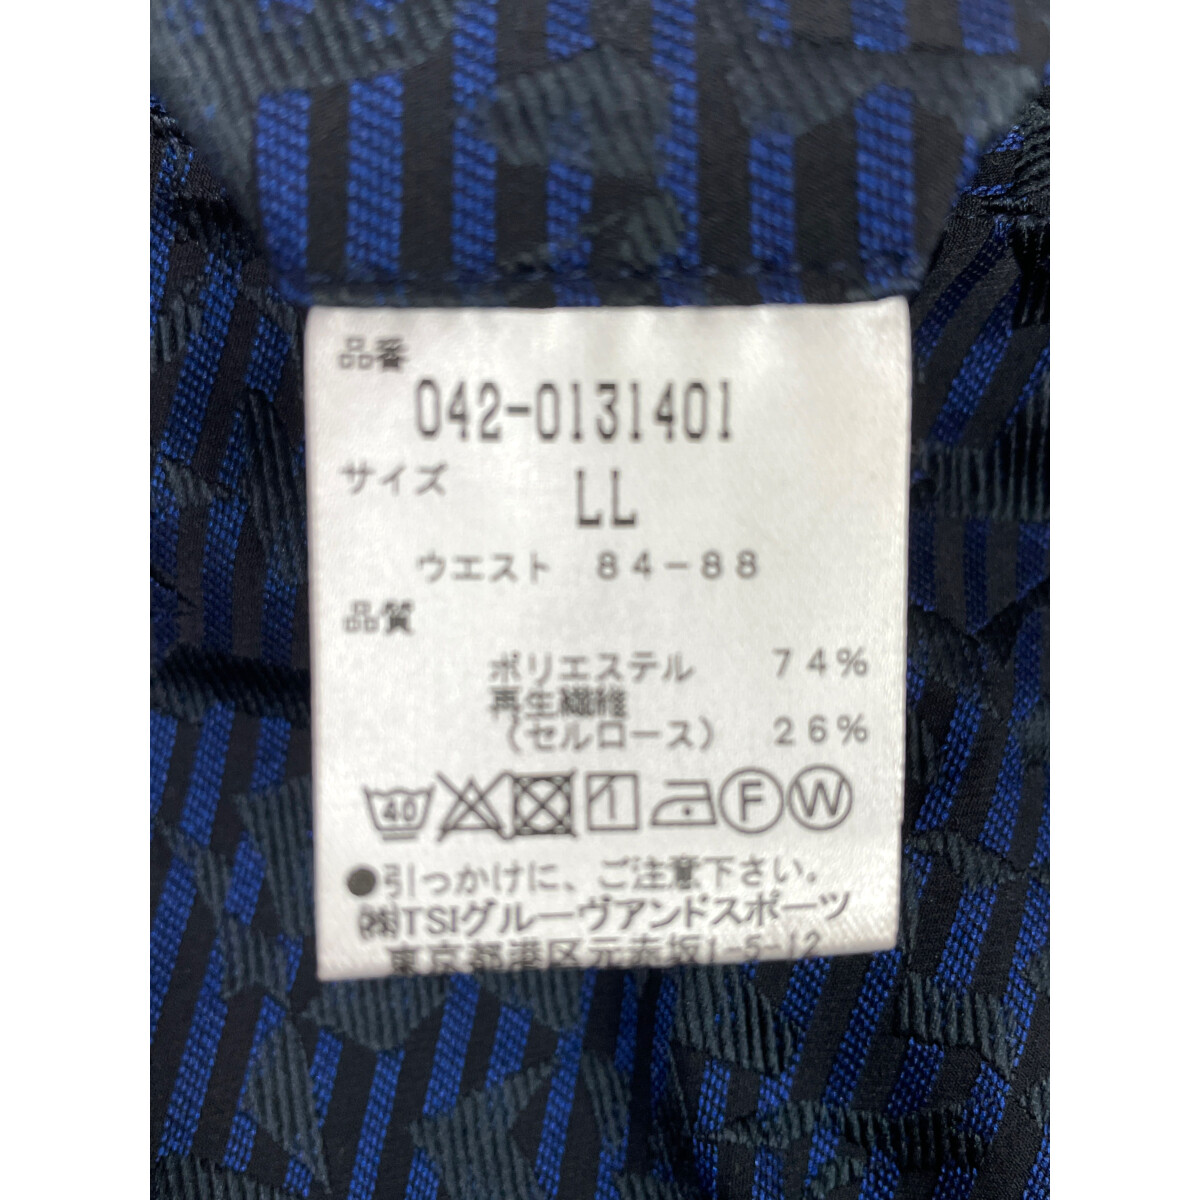 品番
042-0131401
サイズ LL
ウエスト 84-88
品質
ポリエステル 74%
再生繊維
(セルロース) 26%
40 F W
●引っかけに、ご注意下さい。
㈱TSIグルーヴアンドスポーツ
東京都港区元赤坂1-5-12